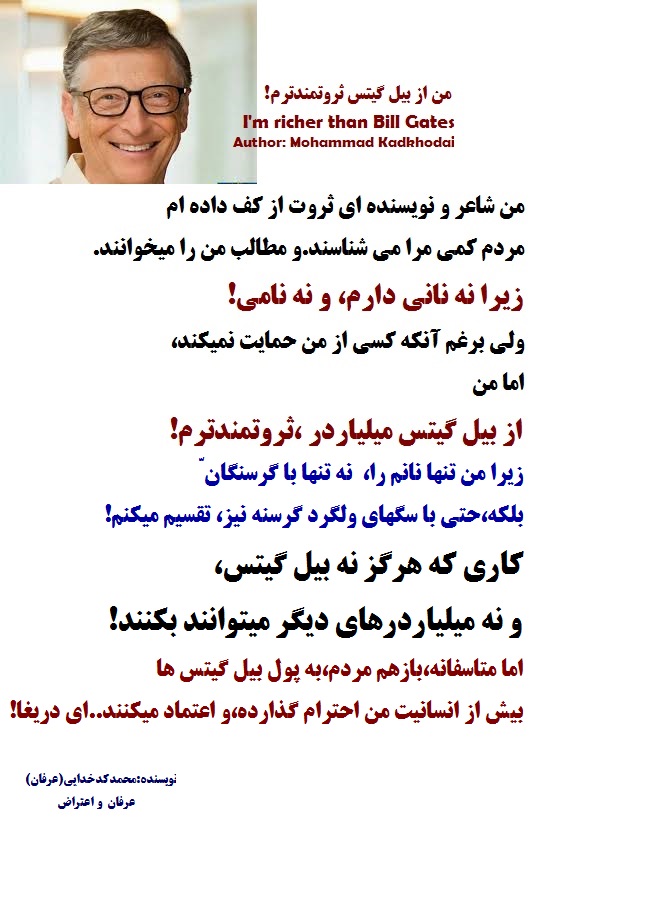 من از بیل گیتس ثروتمندترم!
I'm richer than Bill Gates
Author: Mohammad Kadkhodai
من شاعر و نویسنده ای ثروت از کف داده ام
مردم کمی مرا می شناسند.و مطالب من را میخوانند.
زیرا نه نانی دارم، و نه نامی!
ولی برغم آنکه کسی از من حمایت نمیکند،
اما من
از بیل گیتس میلیاردر ،ثروتمندترم!
زیرا من تنها نانم را، نه تنها با گرسنگان ّ
بلکه،حتی با سگهای ولگرد گرسنه نیز، تقسیم میکنم!
کاری که هرگز نه بیل گیتس،
و نه میلیاردرهای دیگر میتوانند بکنند!
اما متاسفانه،بازهم مردم،به پول بیل گیتس ها
بیش از انسانیت من احترام گذارده،و اعتماد میکنند..ای دریغا!
نویسنده:محمدکدخدایی(عرفان)
عرفان و اعتراض